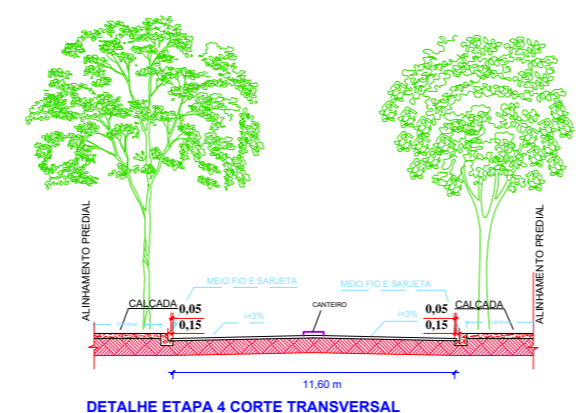 ALINHAMENTO PREDIAL
ALINHAMENTO PREDIAL
MEIO FIO E SARJETA
MEIO FIO E SARJETA
CALÇADA
0,05
0,15
i=3%
CANTEIRO
i=3%
0,05
0,15
CALÇADA
11,60 m
DETALHE ETAPA 4 CORTE TRANSVERSAL